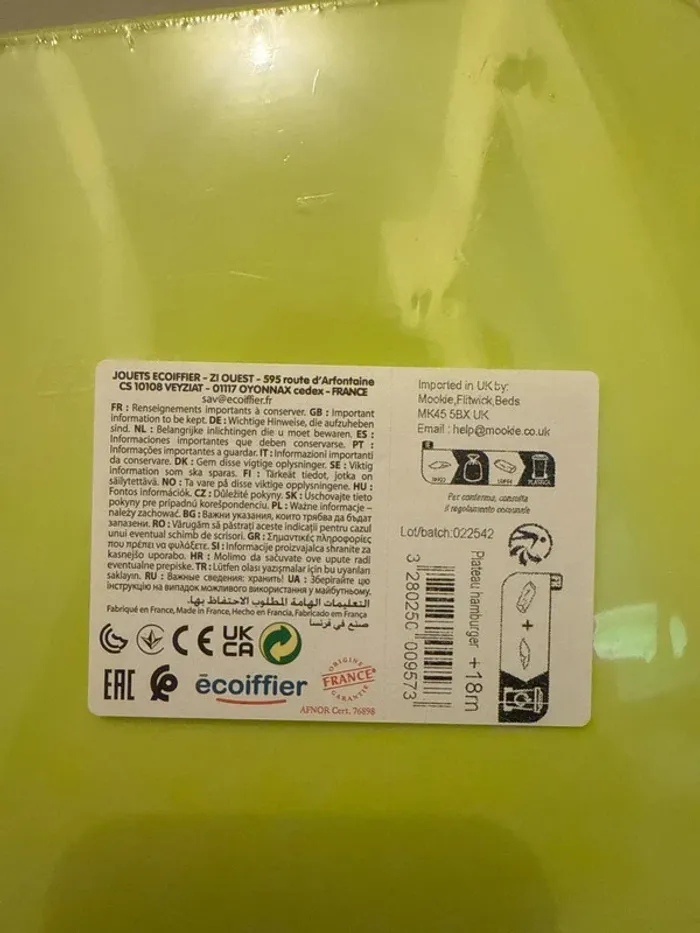 JOUETS ECOIFFIER - ZI OUEST - 595 route d'Arfontaine
CS 10108 VEYZIAT - 01117 OYONNAX cedex - FRANCE
sav@ecoiffier.fr
FR : Renseignements importants à conserver. GB : Important
information to be kept. DE : Wichtige Hinweise, die aufzuheben
sind. NL : Belangrijke inlichtingen die u moet bewaren. ES :
Informaciones importantes que deben conservarse. PT :
Informações importantes a guardar. IT : Informazioni importanti
da conservare. DK : Gem disse vigtige oplysninger. SE : Viktig
information som ska sparas. FI : Tärkeät tiedot, jotka on
säilytettävä. NO : Ta vare på disse viktige opplysningene. HU :
Fontos információk. CZ : Důležité pokyny. SK : Uschovajte tieto
pokyny pre prípadnú korešpondenciu. PL : Ważne informacje –
należy zachować. BG : Важни указания, които трябва да бъдат
запазени. RO : Vărugăm să păstrați aceste indicații pentru cazul
unui eventual schimb de scrisori. GR : Σημαντικές πληροφορίες
που πρέπει να φυλάξετε. SI : Informacije proizvajalca shranite za
kasnejšo uporabo. HR : Molimo da sačuvate ove upute radi
eventualne prepiske. TR : Lütfen olası yazışmalar için bu uyarıları
saklayın. RU : Важные сведения: хранить! UA : Зберігайте цю
інструкцію на випадок можливого використання у майбутньому.
التعليمات الهامة المطلوب الاحتفاظ بها.
Fabriqué en France, Made in France, Hecho en Francia, Fabricado em França
صنع في فرنسا
CE UK CA
EAC écoiffier
ORIGINE
FRANCE
GARANTIE
AFNOR Cert. 76898
Imported in UK by:
Mookie,Flitwick,Beds.
MK45 5BX UK
Email : help@mookie.co.uk
Per conferma, consulta
il regolamento comunale
Lot/batch:022542
3 280250 009573
Plateau hamburger +18m
FR
+